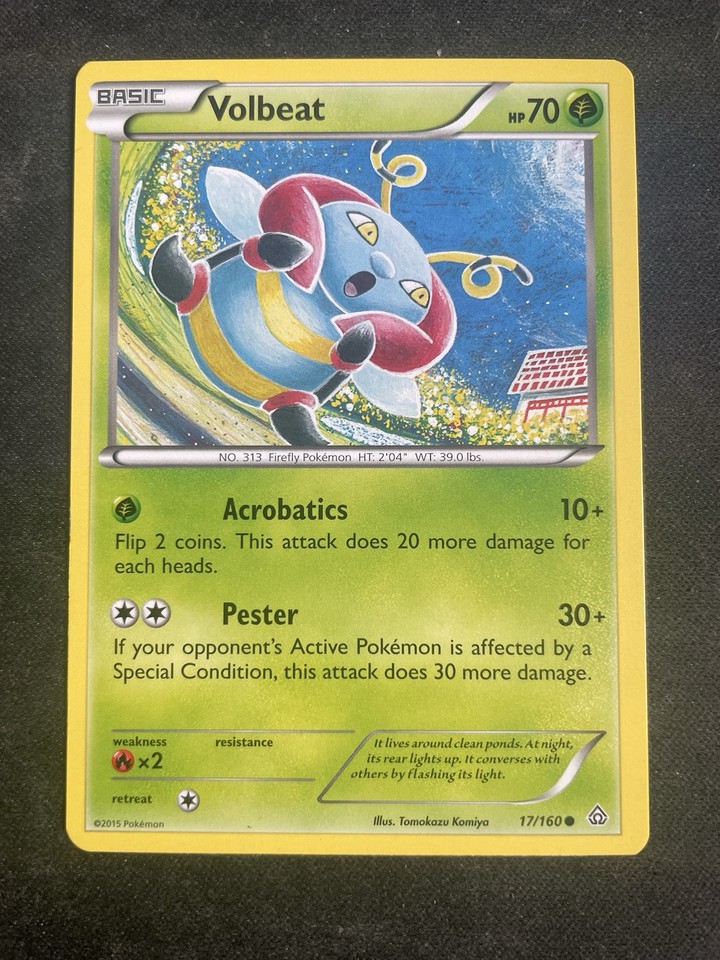 BASIC Volbeat HP70
NO. 313 Firefly Pokémon HT: 2'04" WT: 39.0 lbs.
Acrobatics 10+
Flip 2 coins. This attack does 20 more damage for
each heads.
Pester 30+
If your opponent's Active Pokémon is affected by a
Special Condition, this attack does 30 more damage.
weakness resistance
×2
retreat
It lives around clean ponds. At night,
its rear lights up. It converses with
others by flashing its light.
©2015 Pokémon Illus. Tomokazu Komiya 17/160